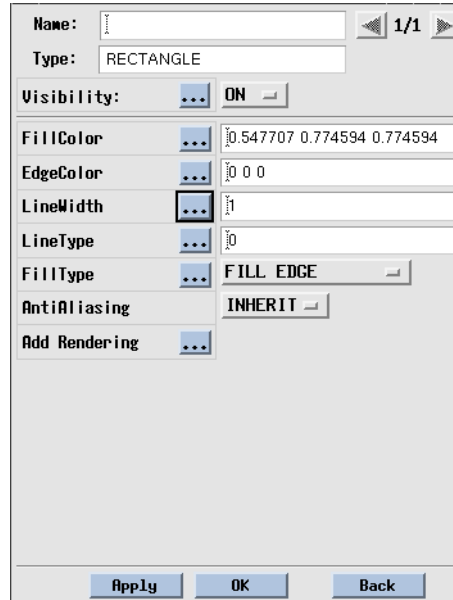 Name: 1/1
Type: RECTANGLE
Visibility: ... ON
FillColor ... 0.547707 0.774594 0.774594
EdgeColor ... 0 0 0
LineWidth ... 1
LineType ... 0
FillType ... FILL EDGE
AntiAliasing INHERIT
Add Rendering ...
Apply OK Back